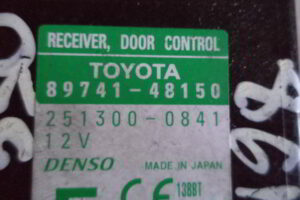 RECEIVER, DOOR CONTROL
TOYOTA
89741-48150
251300-0841
12V
DENSO MADE IN JAPAN
CE 1388T